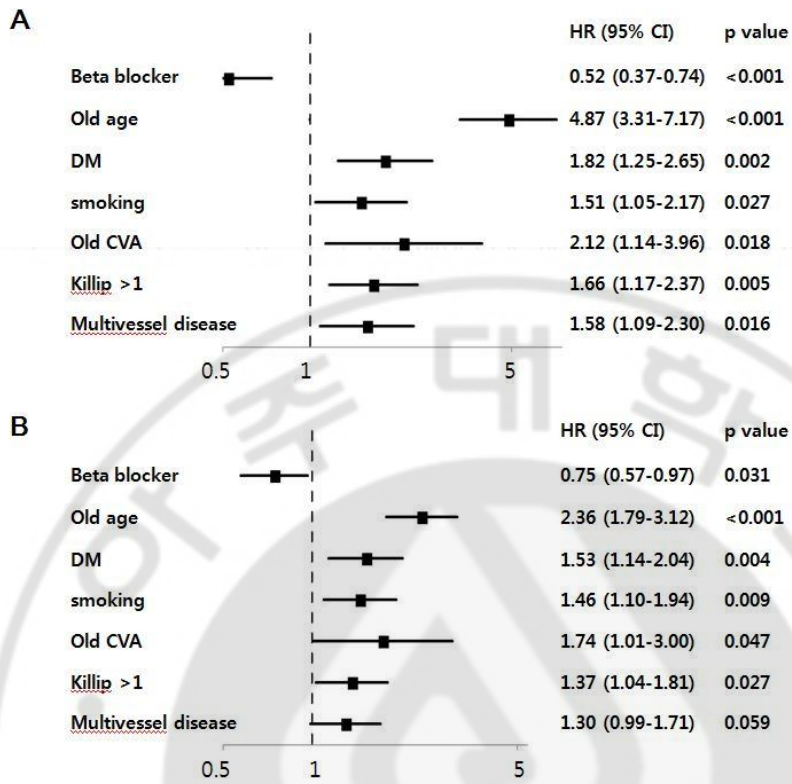 A
HR (95% CI) p value
Beta blocker 0.52 (0.37-0.74) <0.001
Old age 4.87 (3.31-7.17) <0.001
DM 1.82 (1.25-2.65) 0.002
smoking 1.51 (1.05-2.17) 0.027
Old CVA 2.12 (1.14-3.96) 0.018
Killip >1 1.66 (1.17-2.37) 0.005
Multivessel disease 1.58 (1.09-2.30) 0.016
0.5 1 5
아주대학
B
HR (95% CI) p value
Beta blocker 0.75 (0.57-0.97) 0.031
Old age 2.36 (1.79-3.12) <0.001
DM 1.53 (1.14-2.04) 0.004
smoking 1.46 (1.10-1.94) 0.009
Old CVA 1.74 (1.01-3.00) 0.047
Killip >1 1.37 (1.04-1.81) 0.027
Multivessel disease 1.30 (0.99-1.71) 0.059
0.5 1 5